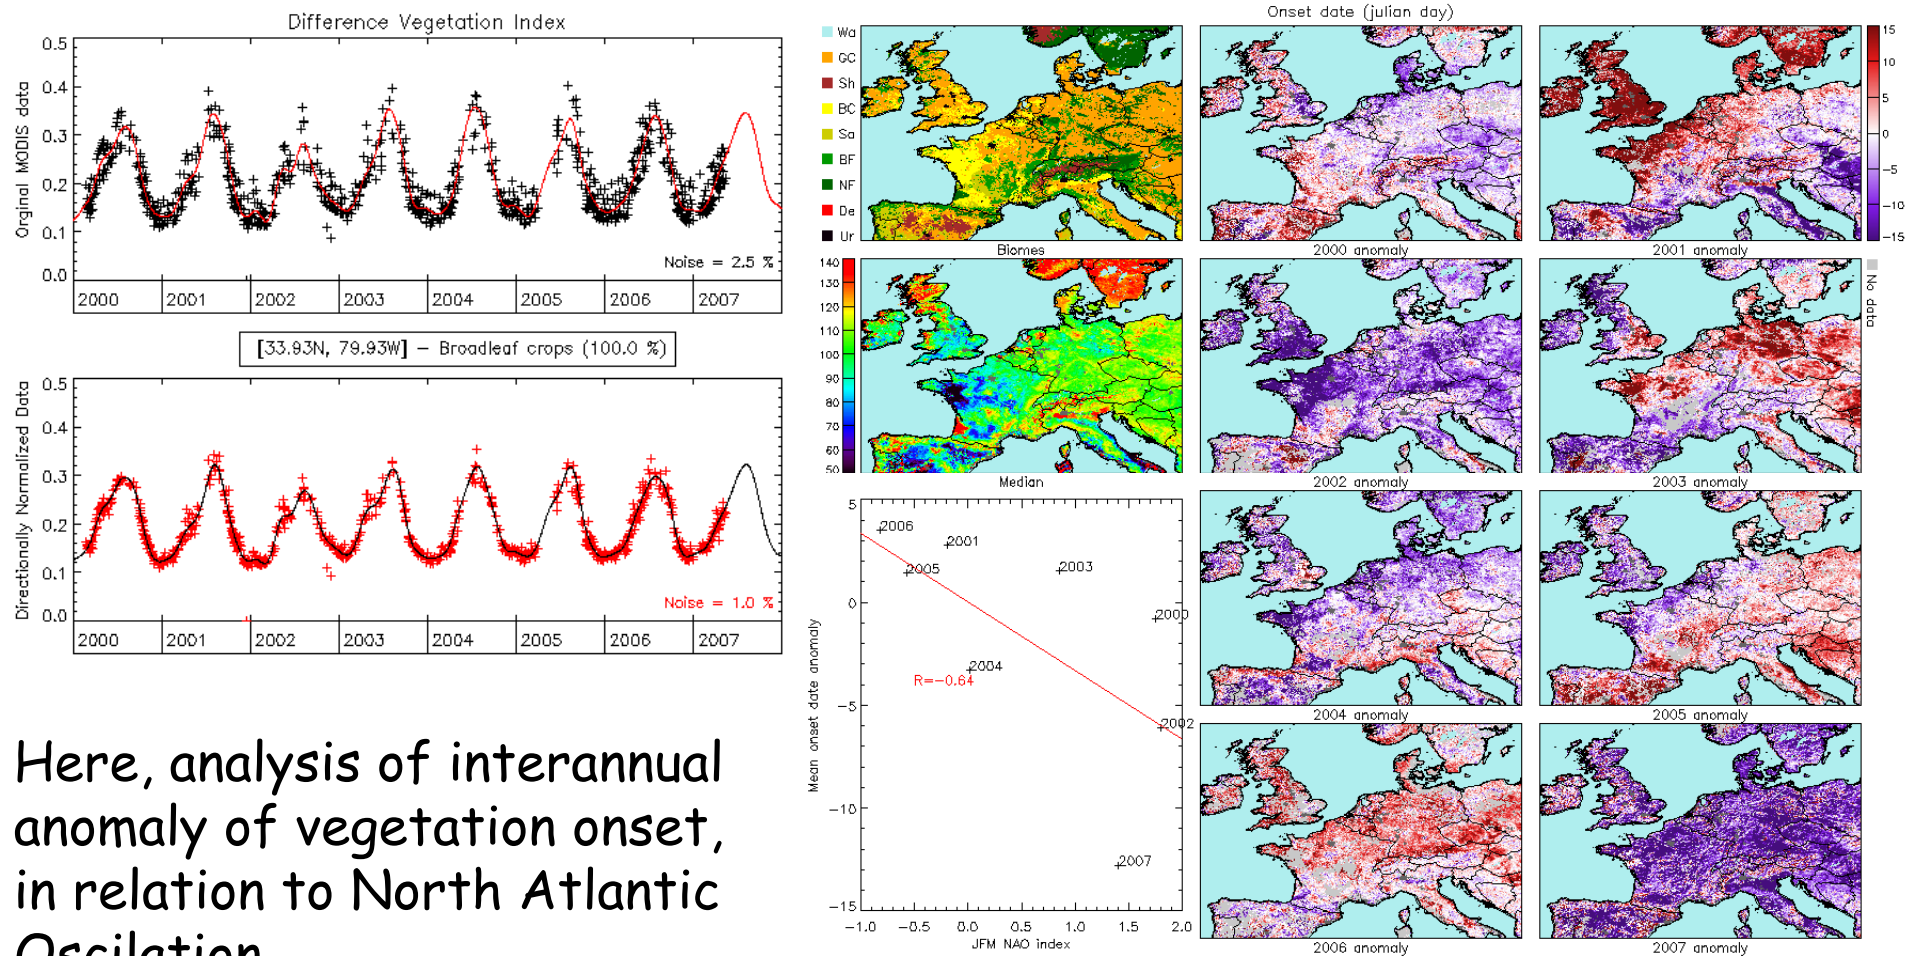 Difference Vegetation Index
Orginal MODIS data
0.5
0.4
0.3
0.2
0.1
0.0
Noise = 2.5 %
2000 2001 2002 2003 2004 2005 2006 2007
[33.93N, 79.93W] – Broadleaf crops (100.0 %)
Directionally Normalized Data
0.5
0.4
0.3
0.2
0.1
0.0
Noise = 1.0 %
2000 2001 2002 2003 2004 2005 2006 2007
Here, analysis of interannual
anomaly of vegetation onset,
in relation to North Atlantic
Oscilation
Wa
GC
Sh
BC
Sa
BF
NF
De
Ur
Biomes
140
130
120
110
100
90
80
70
60
50
Median
Mean onset date anomaly
5
0
−5
−10
−15
2006
2001
2005
2003
2000
2004
R=−0.64
2002
2007
−1.0 −0.5 0.0 0.5 1.0 1.5 2.0
JFM NAO index
Onset date (julian day)
2000 anomaly
2001 anomaly
15
10
5
0
−5
−10
−15
No data
2002 anomaly
2003 anomaly
2004 anomaly
2005 anomaly
2006 anomaly
2007 anomaly